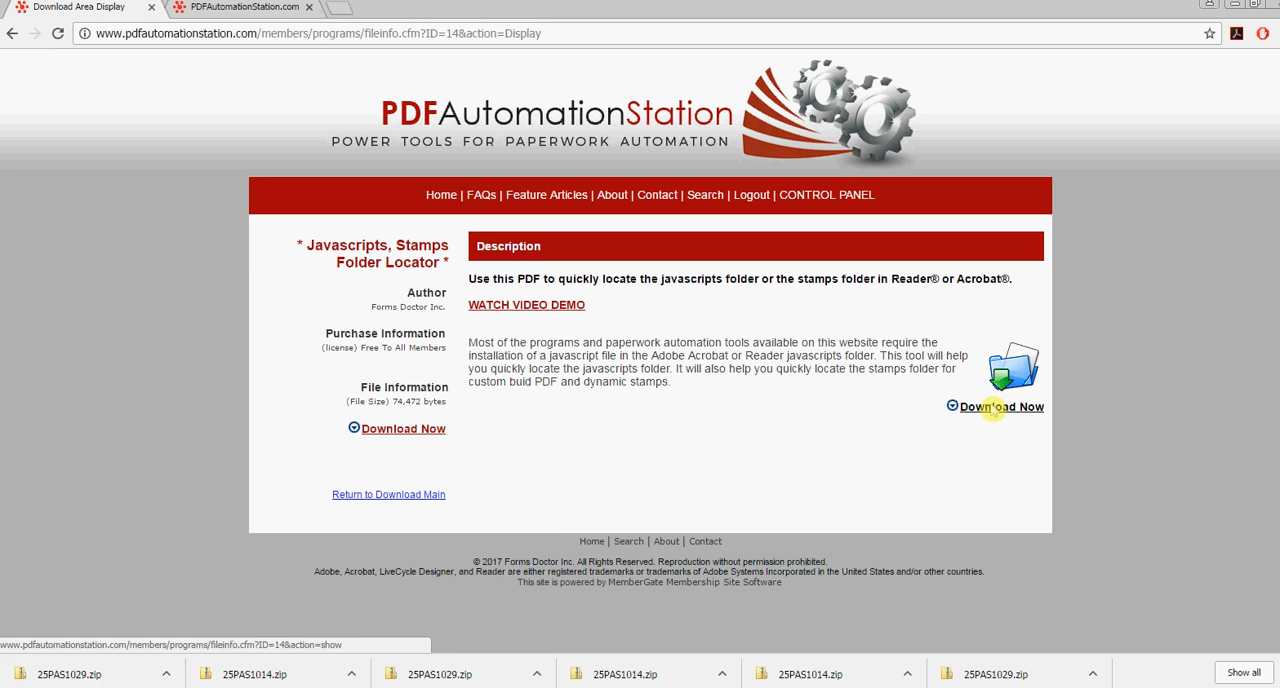 Download Area Display
PDFAutomationStation.com
www.pdfautomationstation.com/members/programs/fileinfo.cfm?ID=14&action=Display
PDFAutomationStation
POWER TOOLS FOR PAPERWORK AUTOMATION
Home | FAQs | Feature Articles | About | Contact | Search | Logout | CONTROL PANEL
* Javascripts, Stamps
Folder Locator *
Author
Forms Doctor Inc.
Purchase Information
(license) Free To All Members
File Information
(File Size) 74,472 bytes
Download Now
Return to Download Main
Description
Use this PDF to quickly locate the javascripts folder or the stamps folder in Reader® or Acrobat®.
WATCH VIDEO DEMO
Most of the programs and paperwork automation tools available on this website require the
installation of a javascript file in the Adobe Acrobat or Reader javascripts folder. This tool will help
you quickly locate the javascripts folder. It will also help you quickly locate the stamps folder for
custom buid PDF and dynamic stamps.
Download Now
Home | Search | About | Contact
© 2017 Forms Doctor Inc. All Rights Reserved. Reproduction without permission prohibited.
Adobe, Acrobat, LiveCycle Designer, and Reader are either registered trademarks or trademarks of Adobe Systems Incorporated in the United States and/or other countries.
This site is powered by MemberGate Membership Site Software
www.pdfautomationstation.com/members/programs/fileinfo.cfm?ID=14&action=show
25PAS1029.zip 25PAS1014.zip 25PAS1029.zip 25PAS1014.zip 25PAS1014.zip 25PAS1029.zip Show all